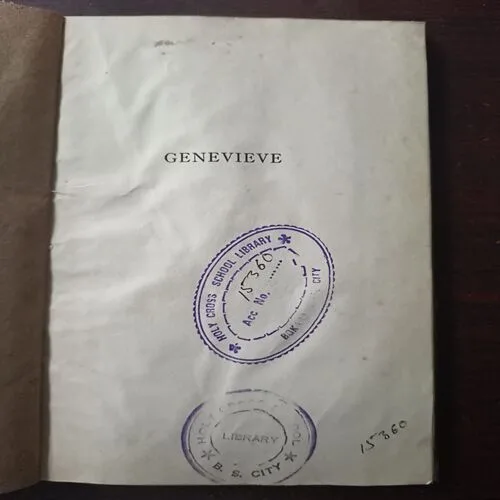 GENEVIEVE
★ HOLY CROSS SCHOOL LIBRARY ★
CITY
Acc No.
15360
LIBRARY
★ B. S. CITY ★
15360